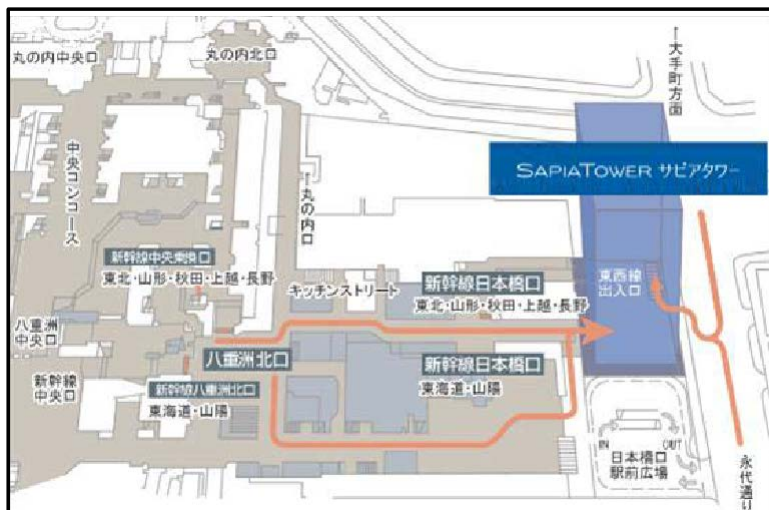 丸の内中央口
丸の内北口
↑大手町方面
SAPIATOWER サピアタワー
中央コンコース
↑丸の内口
新幹線中央乗換口
東北・山形・秋田・上越・長野
キッチンストリート
新幹線日本橋口
東北・山形・秋田・上越・長野
東西線
出入口
八重洲
中央口
八重洲北口
新幹線日本橋口
東海道・山陽
新幹線
中央口
新幹線八重洲北口
東海道・山陽
IN
OUT
日本橋口
駅前広場
永代通り